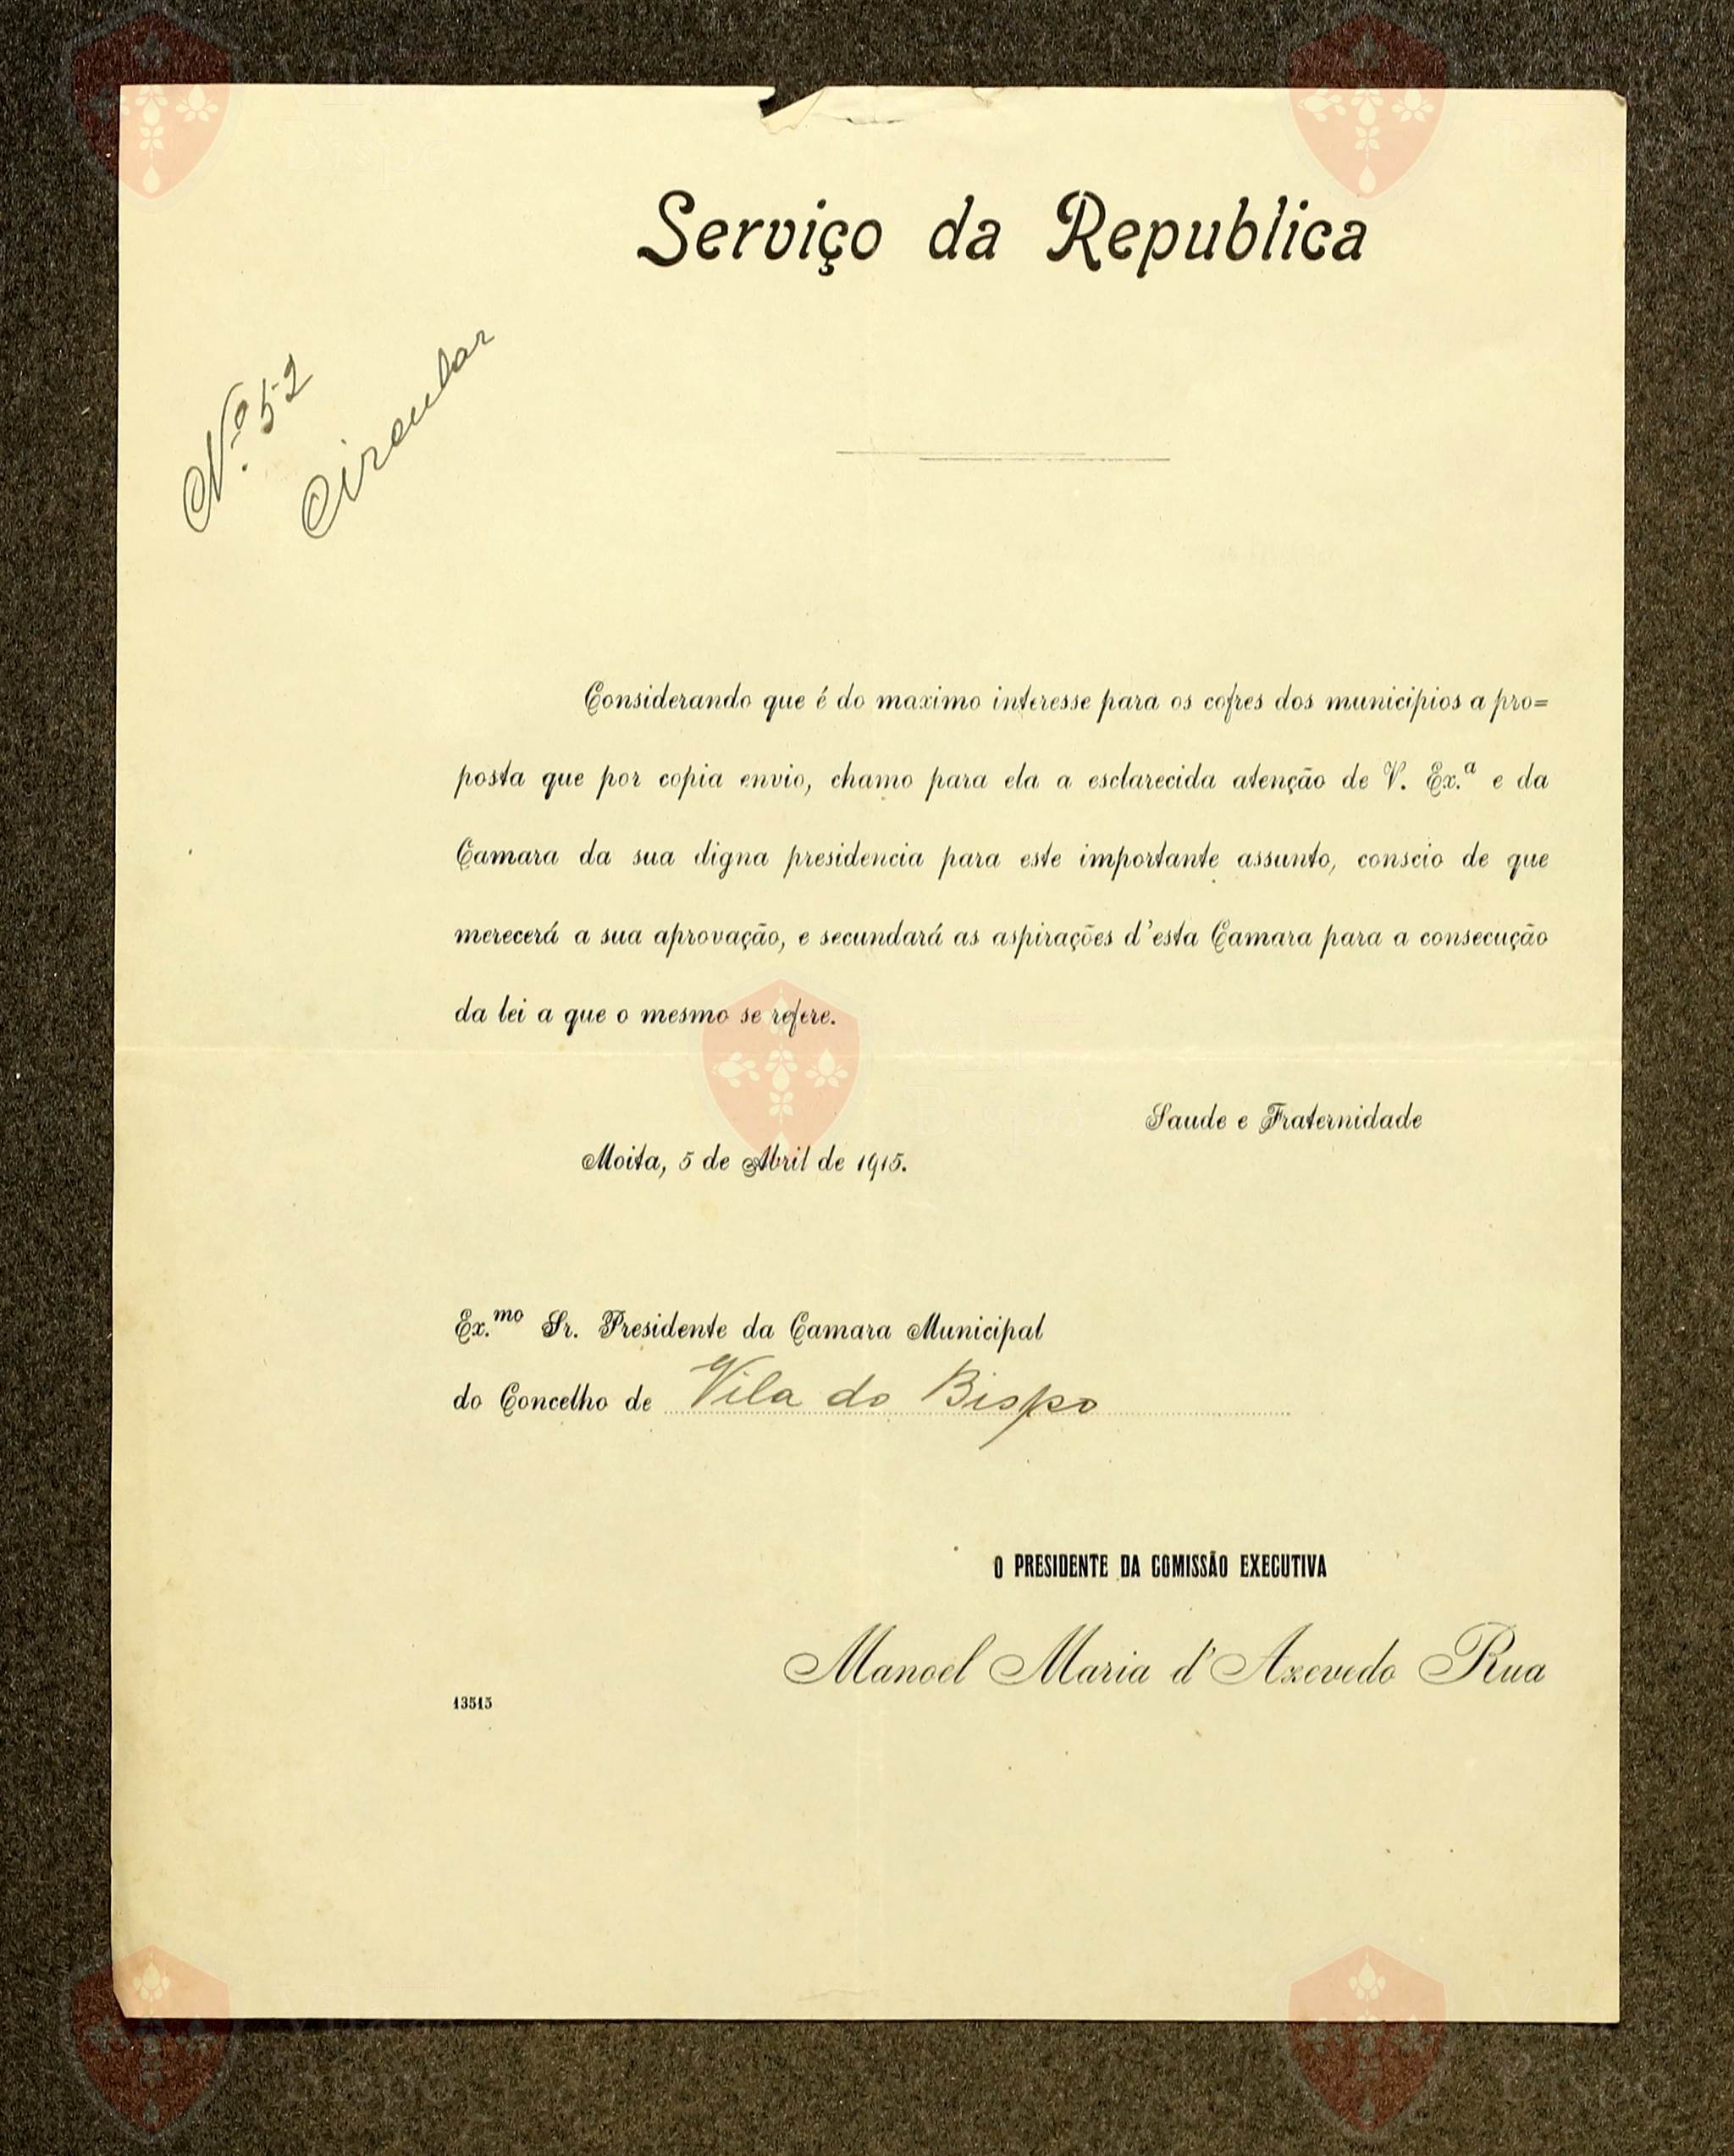 Serviço da Republica
N.º 52
Circular
Considerando que é do maximo interesse para os cofres dos municipios a pro=
posta que por copia envio, chamo para ela a esclarecida atenção de V. Ex.ª e da
Camara da sua digna presidencia para este importante assunto, conscio de que
merecerá a sua aprovação, e secundará as aspirações d'esta Camara para a consecução
da lei a que o mesmo se refere.
Saude e Fraternidade
Moita, 5 de Abril de 1915.
Ex.mo Sr. Presidente da Camara Municipal
do Concelho de Vila do Bispo
O PRESIDENTE DA COMISSÃO EXECUTIVA
Manoel Maria d'Azevedo Rua
13515